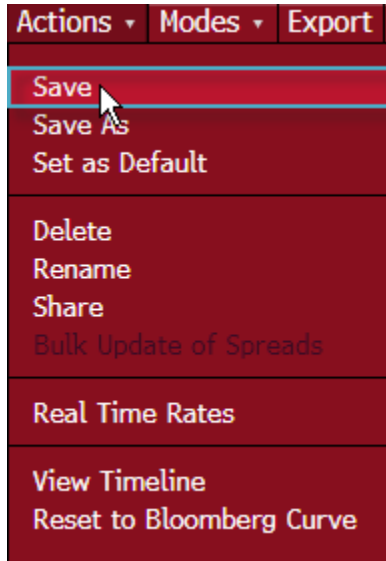 Actions Modes Export
Save
Save As
Set as Default
Delete
Rename
Share
Bulk Update of Spreads
Real Time Rates
View Timeline
Reset to Bloomberg Curve